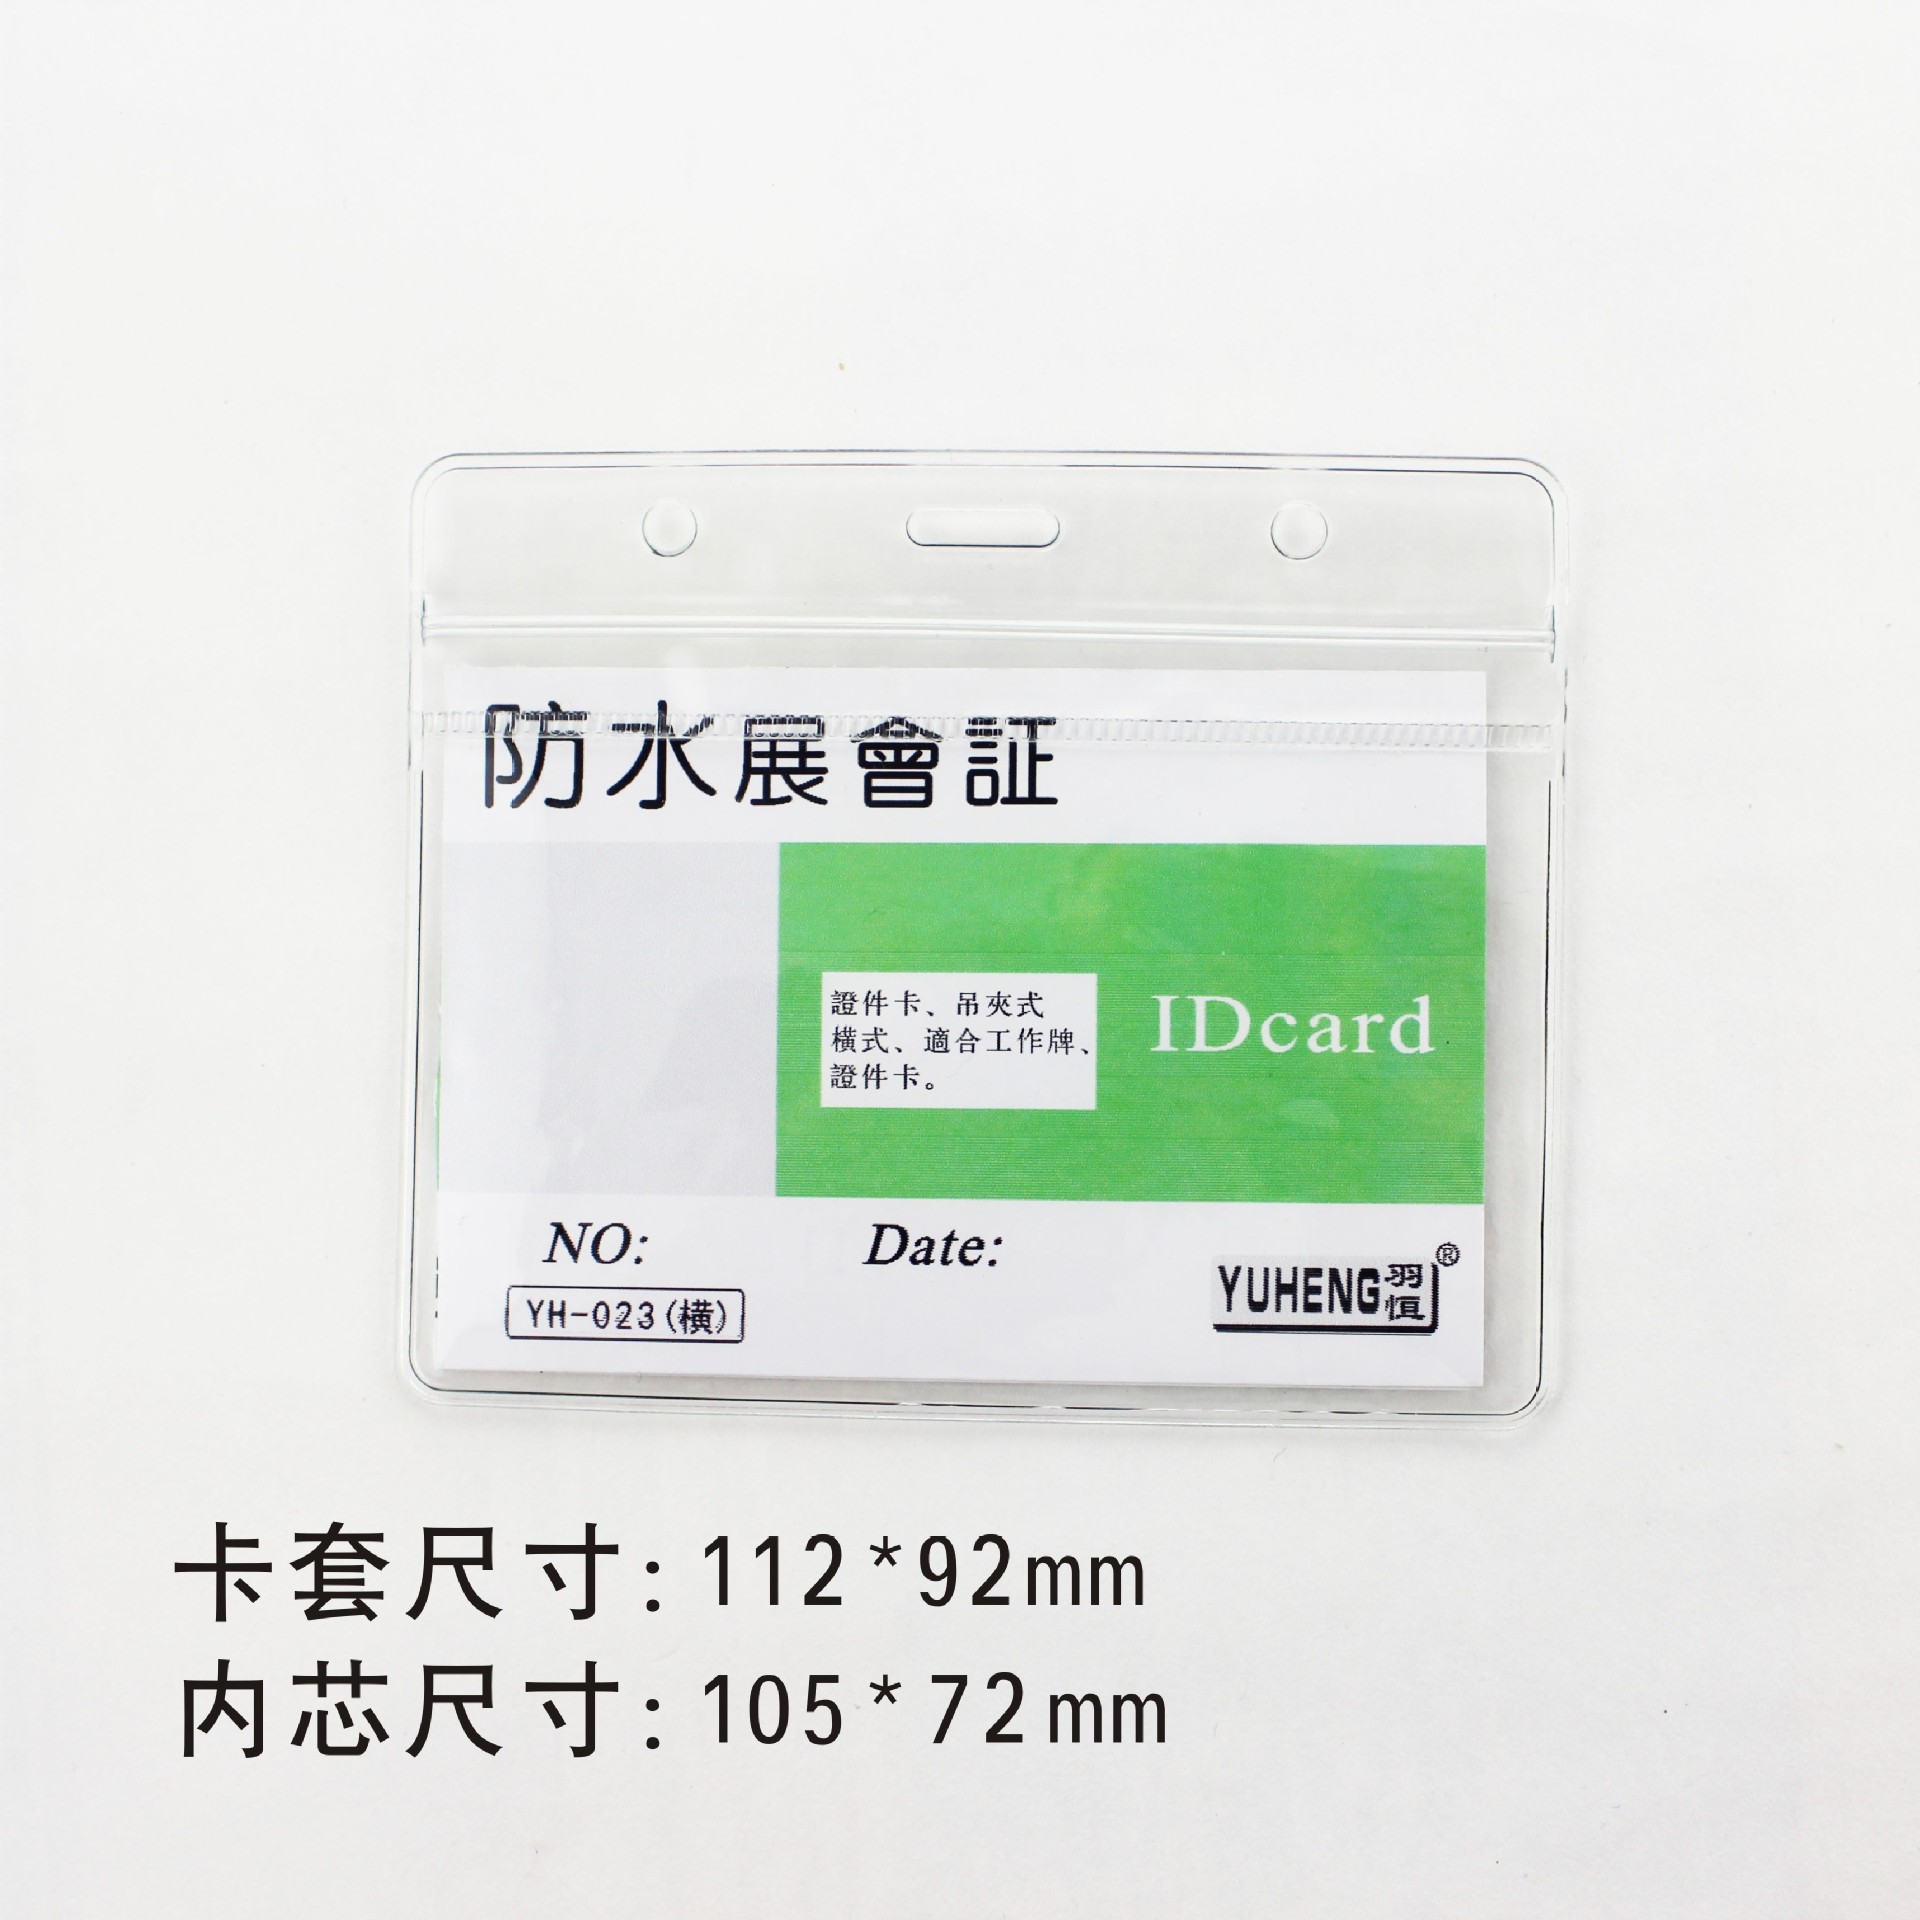 防水展會証
證件卡、吊夾式
橫式、適合工作牌、
證件卡。
IDcard
NO:
Date:
YH-023(橫)
YUHENG羽恒®
卡套尺寸:112*92mm
内芯尺寸:105*72mm